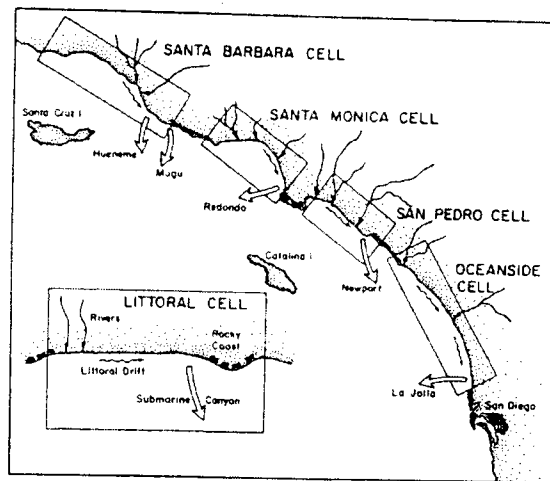 SANTA BARBARA CELL
Santa Cruz I.
SANTA MONICA CELL
Hueneme
Mugu
Redondo
SAN PEDRO CELL
Catalina I
OCEANSIDE
CELL
Newport
LITTORAL CELL
Rivers
Rocky
Coast
Littoral Drift
Submarine Canyon
La Jolla
San Diego